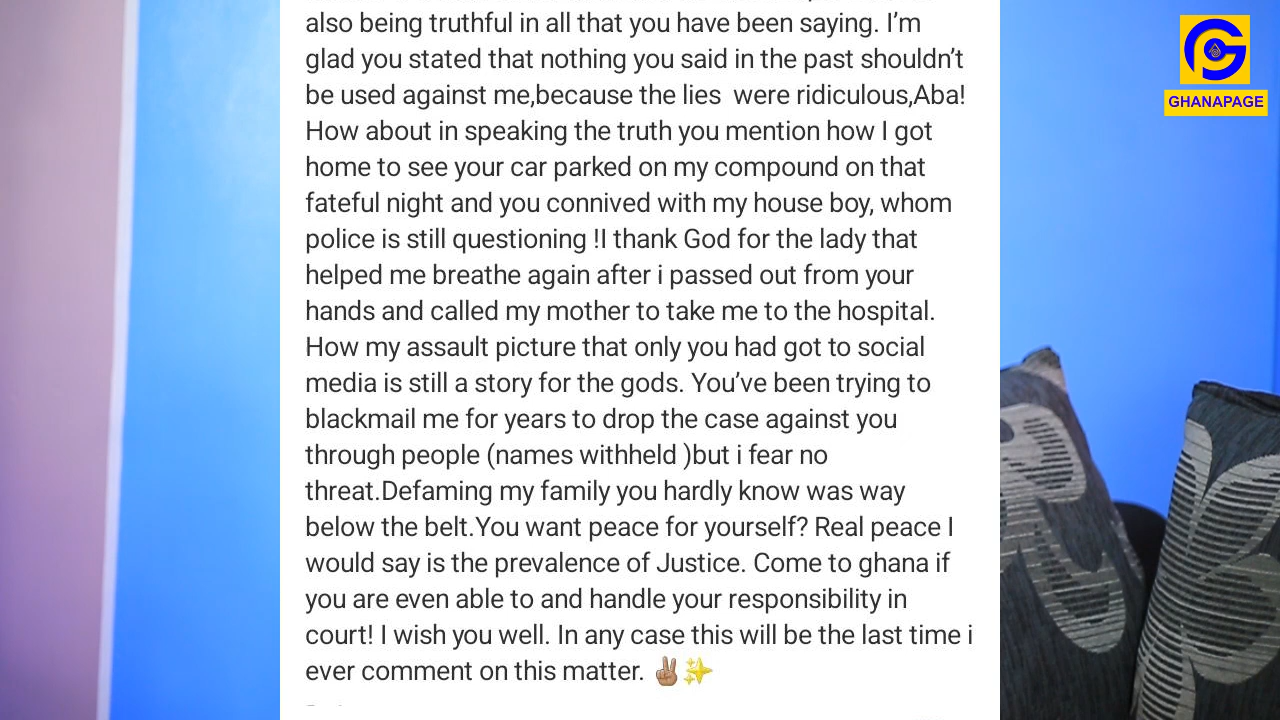 also being truthful in all that you have been saying. I’m
glad you stated that nothing you said in the past shouldn’t
be used against me,because the lies  were ridiculous,Aba!
How about in speaking the truth you mention how I got
home to see your car parked on my compound on that
fateful night and you connived with my house boy, whom
police is still questioning !I thank God for the lady that
helped me breathe again after i passed out from your
hands and called my mother to take me to the hospital.
How my assault picture that only you had got to social
media is still a story for the gods. You’ve been trying to
blackmail me for years to drop the case against you
through people (names withheld )but i fear no
threat.Defaming my family you hardly know was way
below the belt.You want peace for yourself? Real peace I
would say is the prevalence of Justice. Come to ghana if
you are even able to and handle your responsibility in
court! I wish you well. In any case this will be the last time i
ever comment on this matter. ✌🏽✨
GHANAPAGE